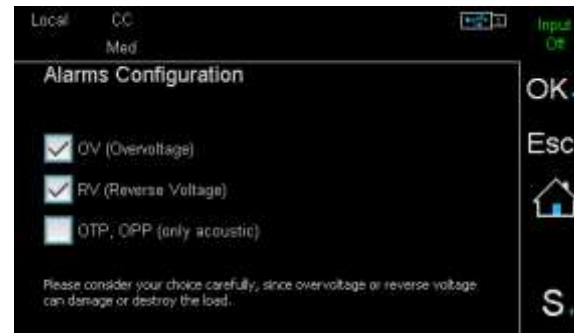 Local CC
Med
Input
Off
Alarms Configuration
OK
OV (Overvoltage)
Esc
RV (Reverse Voltage)
OTP, OPP (only acoustic)
Please consider your choice carefully, since overvoltage or reverse voltage
can damage or destroy the load.
S